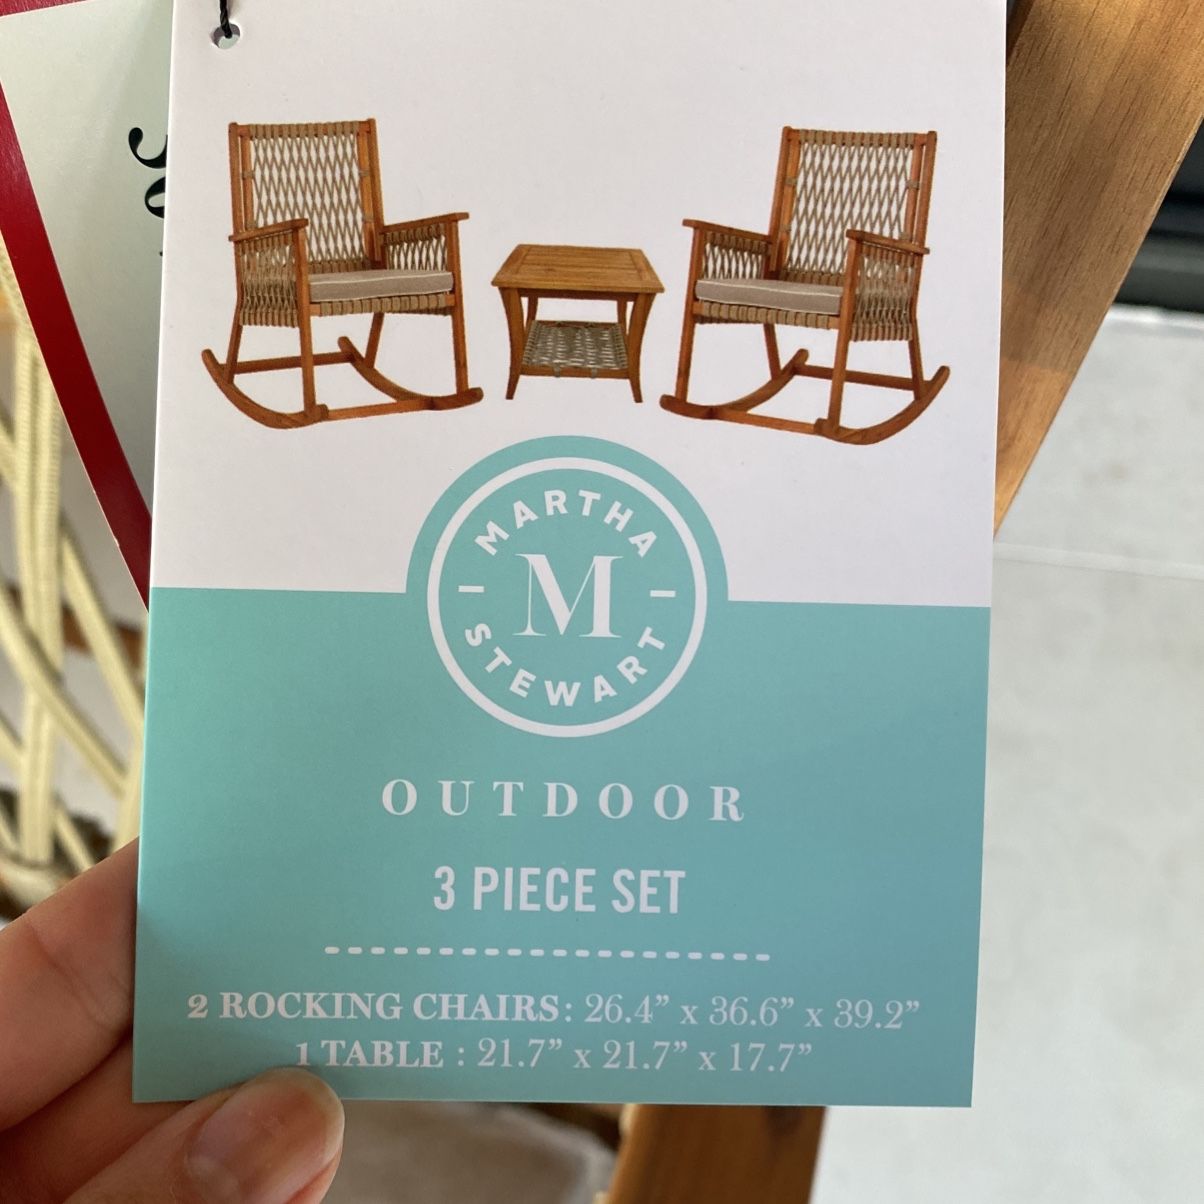 MARTHA
M
STEWART
OUTDOOR
3 PIECE SET
2 ROCKING CHAIRS: 26.4” x 36.6” x 39.2”
1 TABLE : 21.7” x 21.7” x 17.7”